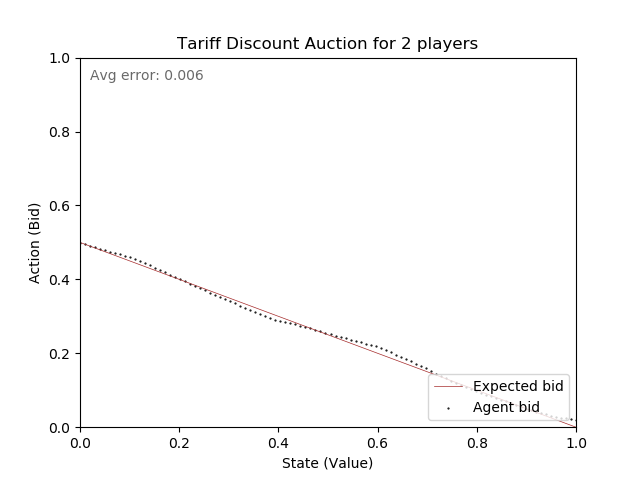 Tariff Discount Auction for 2 players
Avg error: 0.006
Action (Bid)
1.0
0.8
0.6
0.4
0.2
0.0
0.0 0.2 0.4 0.6 0.8 1.0
State (Value)
Expected bid
Agent bid